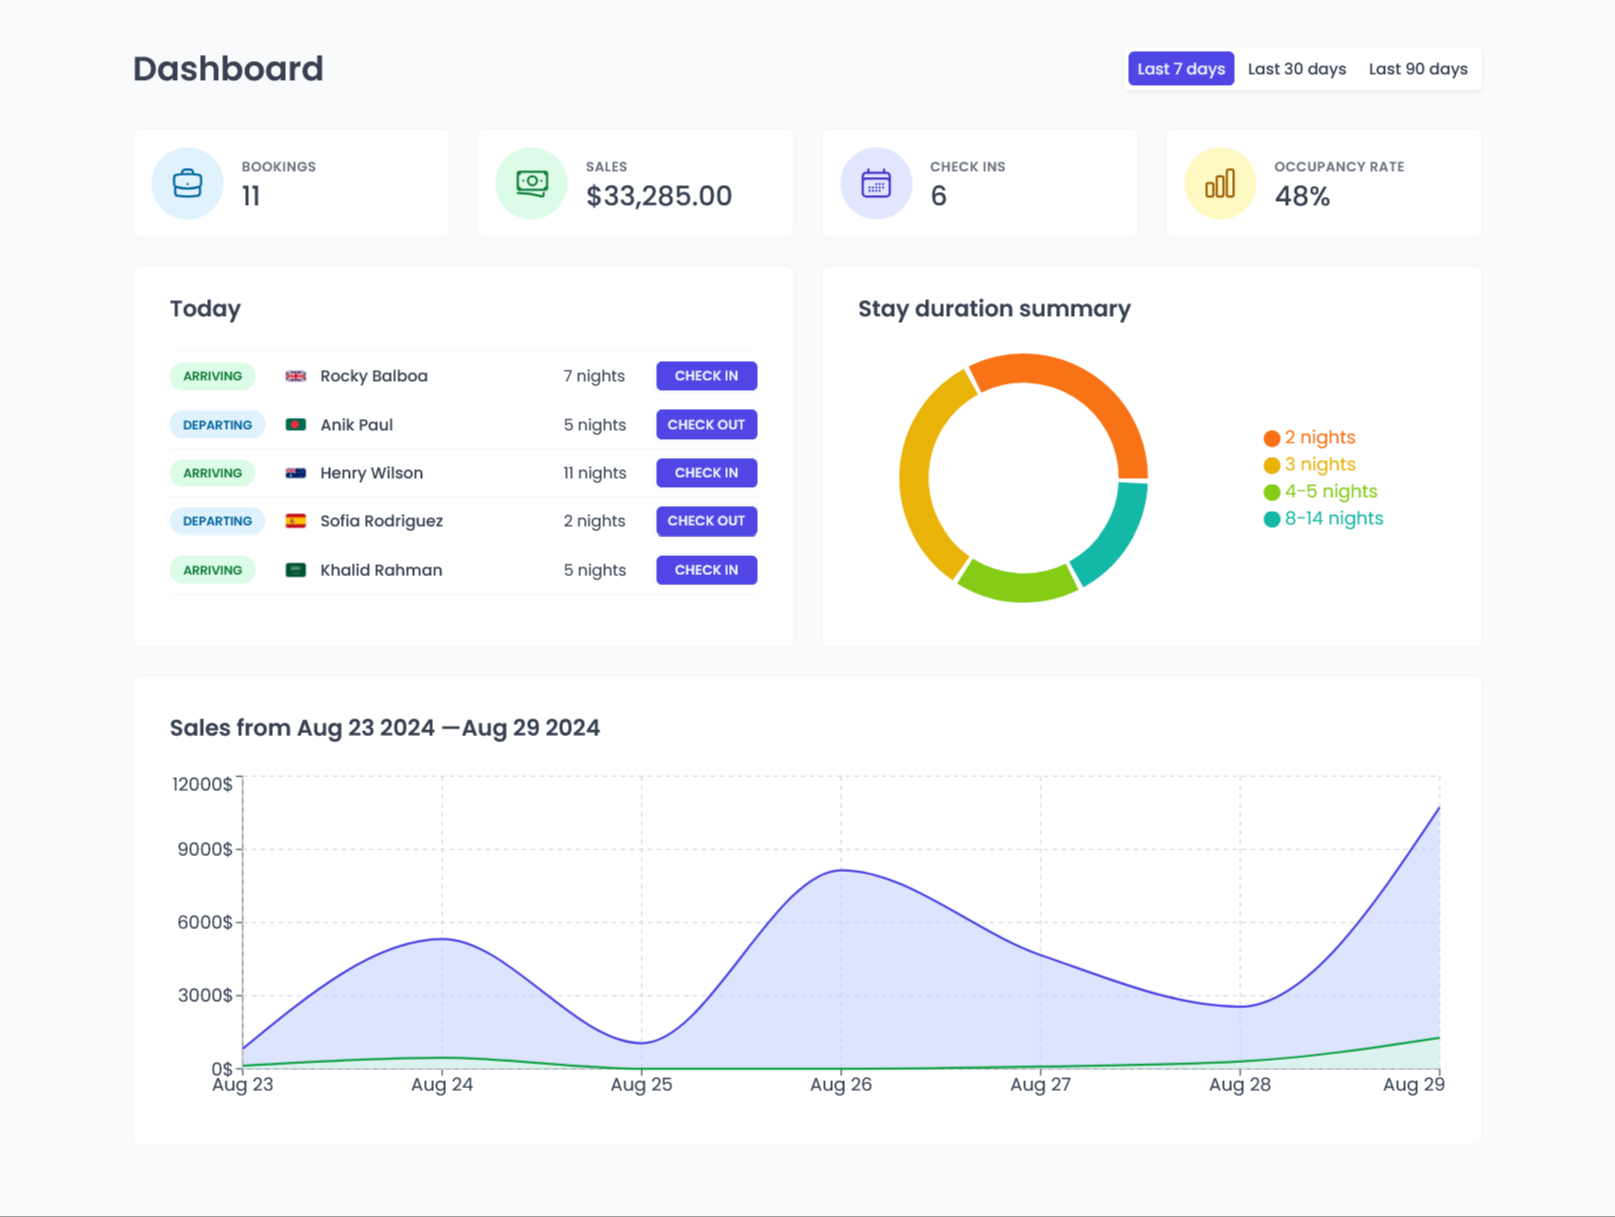 Dashboard
Last 7 days Last 30 days Last 90 days
BOOKINGS
11
SALES
$33,285.00
CHECK INS
6
OCCUPANCY RATE
48%
Today
ARRIVING Rocky Balboa 7 nights CHECK IN
DEPARTING Anik Paul 5 nights CHECK OUT
ARRIVING Henry Wilson 11 nights CHECK IN
DEPARTING Sofia Rodriguez 2 nights CHECK OUT
ARRIVING Khalid Rahman 5 nights CHECK IN
Stay duration summary
2 nights
3 nights
4-5 nights
8-14 nights
Sales from Aug 23 2024 —Aug 29 2024
12000$
9000$
6000$
3000$
0$
Aug 23 Aug 24 Aug 25 Aug 26 Aug 27 Aug 28 Aug 29